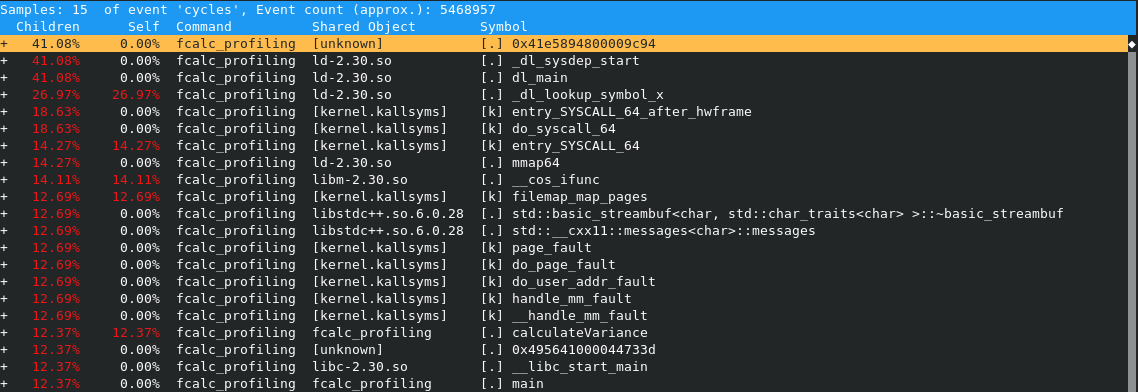 Samples: 15  of event 'cycles', Event count (approx.): 5468957
  Children      Self  Command          Shared Object        Symbol
+   41.08%     0.00%  fcalc_profiling  [unknown]            [.] 0x41e5894800009c94
+   41.08%     0.00%  fcalc_profiling  ld-2.30.so           [.] _dl_sysdep_start
+   41.08%     0.00%  fcalc_profiling  ld-2.30.so           [.] dl_main
+   26.97%    26.97%  fcalc_profiling  ld-2.30.so           [.] _dl_lookup_symbol_x
+   18.63%     0.00%  fcalc_profiling  [kernel.kallsyms]    [k] entry_SYSCALL_64_after_hwframe
+   18.63%     0.00%  fcalc_profiling  [kernel.kallsyms]    [k] do_syscall_64
+   14.27%    14.27%  fcalc_profiling  [kernel.kallsyms]    [k] entry_SYSCALL_64
+   14.27%     0.00%  fcalc_profiling  ld-2.30.so           [.] mmap64
+   14.11%    14.11%  fcalc_profiling  libm-2.30.so         [.] __cos_ifunc
+   12.69%    12.69%  fcalc_profiling  [kernel.kallsyms]    [k] filemap_map_pages
+   12.69%     0.00%  fcalc_profiling  libstdc++.so.6.0.28  [.] std::basic_streambuf<char, std::char_traits<char> >::~basic_streambuf
+   12.69%     0.00%  fcalc_profiling  libstdc++.so.6.0.28  [.] std::__cxx11::messages<char>::messages
+   12.69%     0.00%  fcalc_profiling  [kernel.kallsyms]    [k] page_fault
+   12.69%     0.00%  fcalc_profiling  [kernel.kallsyms]    [k] do_page_fault
+   12.69%     0.00%  fcalc_profiling  [kernel.kallsyms]    [k] do_user_addr_fault
+   12.69%     0.00%  fcalc_profiling  [kernel.kallsyms]    [k] handle_mm_fault
+   12.69%     0.00%  fcalc_profiling  [kernel.kallsyms]    [k] __handle_mm_fault
+   12.37%    12.37%  fcalc_profiling  fcalc_profiling      [.] calculateVariance
+   12.37%     0.00%  fcalc_profiling  [unknown]            [.] 0x495641000044733d
+   12.37%     0.00%  fcalc_profiling  libc-2.30.so         [.] __libc_start_main
+   12.37%     0.00%  fcalc_profiling  fcalc_profiling      [.] main